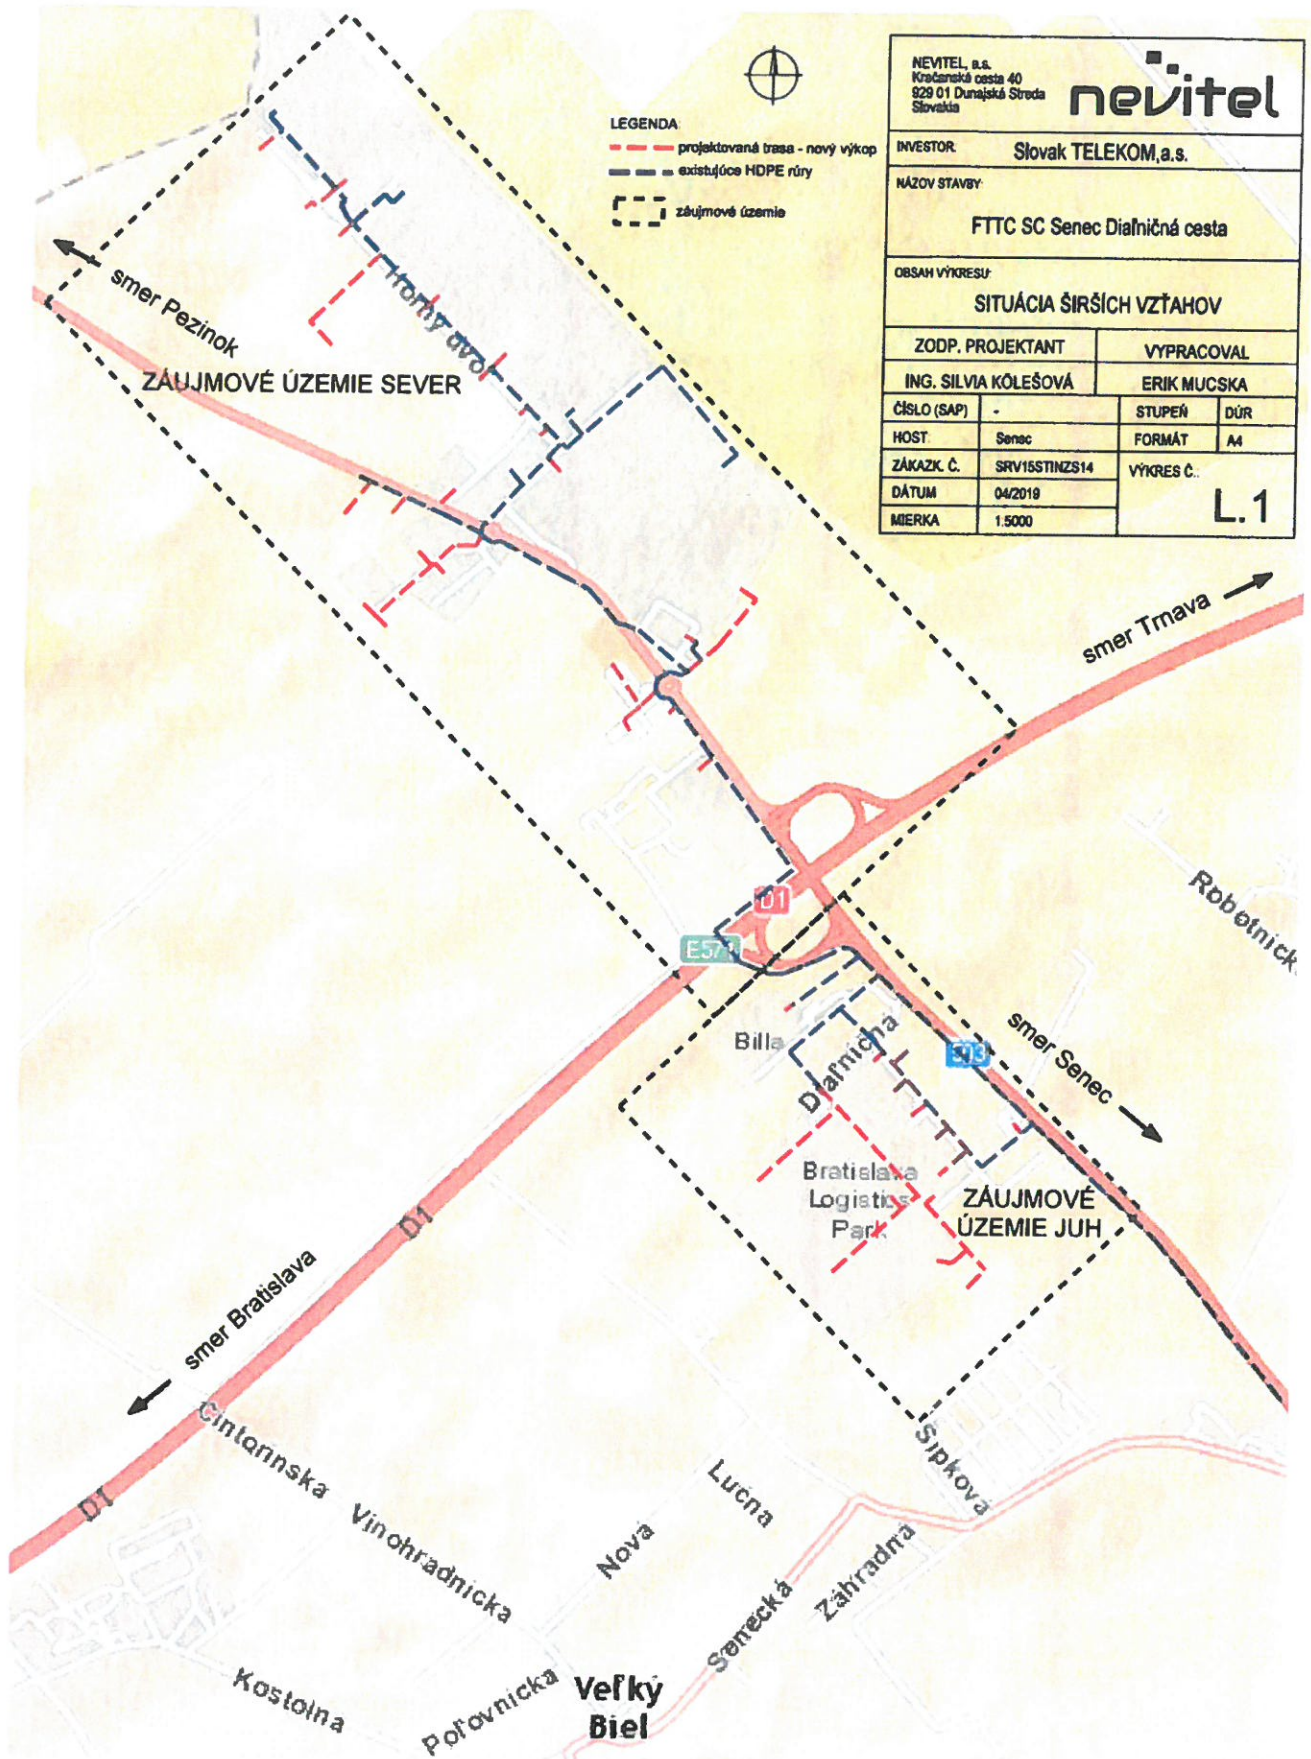 NEVITEL, a.s.
Kračanská cesta 40
929 01 Dunajská Streda
Slovakia
nevitel
INVESTOR:
Slovak TELEKOM,a.s.
NÁZOV STAVBY:
FTTC SC Senec Diaľničná cesta
OBSAH VÝKRESU:
SITUÁCIA ŠIRŠÍCH VZŤAHOV
ZODP. PROJEKTANT
VYPRACOVAL
ING. SILVIA KÖLEŠOVÁ
ERIK MUCSKA
ČÍSLO (SAP)
-
STUPEŇ
DÚR
HOST:
Senec
FORMÁT
A4
ZÁKAZK. Č.
SRV15STINZS14
VÝKRES Č.:
L.1
DÁTUM
04/2019
MIERKA
1:5000
LEGENDA:
projektovaná trasa - nový výkop
existujúce HDPE rúry
záujmové územie
smer Pezinok
ZÁUJMOVÉ ÚZEMIE SEVER
Horný dvor
smer Trnava
D1
E571
Robotnick
smer Senec
503
Billa
Diaľničná
Bratislava
Logistics
Park
ZÁUJMOVÉ
ÚZEMIE JUH
D1
smer Bratislava
D1
Cintorínska
Vinohradnícka
Nová
Lúčna
Šípková
Záhradná
Senecká
Kostolná
Poľovnícka
Veľký
Biel